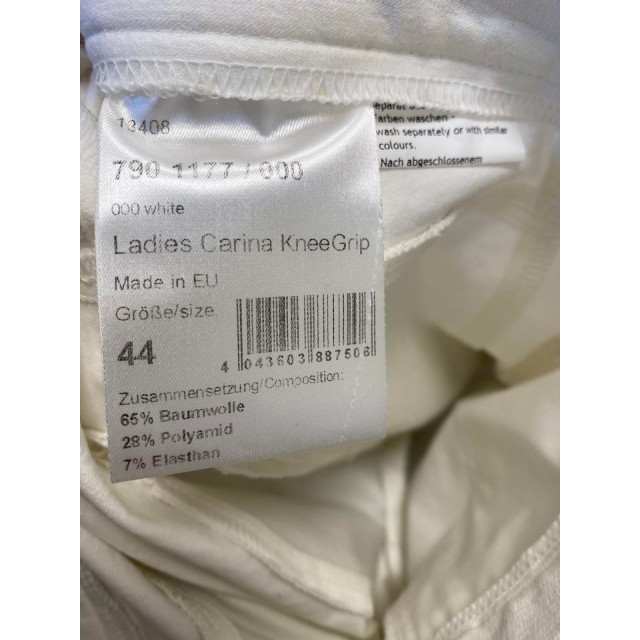 13408
790 1177 / 000
000 white
Ladies Carina KneeGrip
Made in EU
Größe/size:
44
4 043603 887506
Zusammensetzung/Composition:
65% Baumwolle
28% Polyamid
7% Elasthan
separat
Farben waschen -
wash separately or with similar
colours.
Nach abgeschlossenem